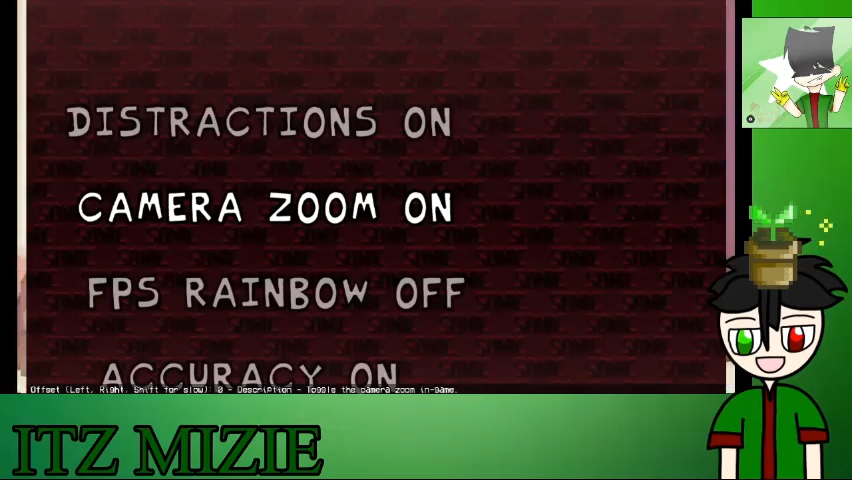 DISTRACTIONS ON
CAMERA ZOOM ON
FPS RAINBOW OFF
ACCURACY ON
Offset (Left, Right, Shift for slow): 0 - Description - Toggle the camera zoom in-game.
ITZ MIZIE